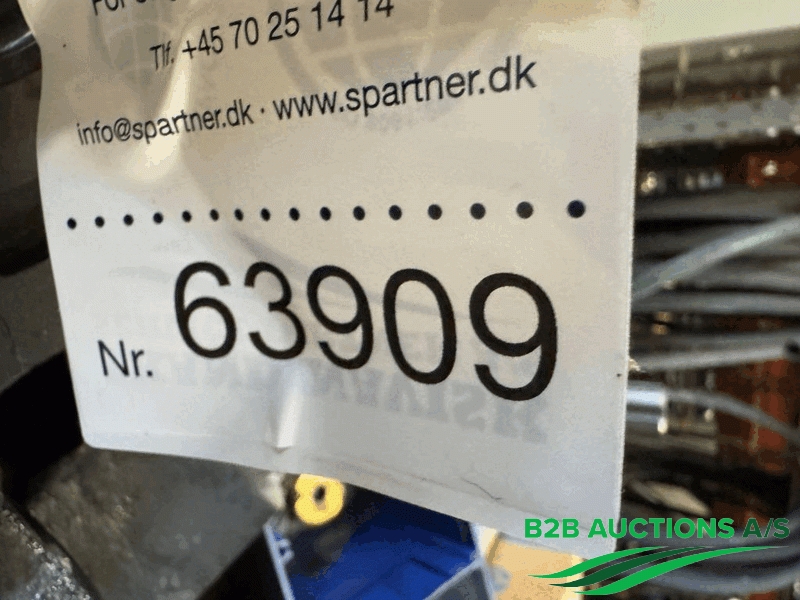 Tlf. +45 70 25 14 14
info@spartner.dk · www.spartner.dk
Nr. 63909
B2B AUCTIONS A/S